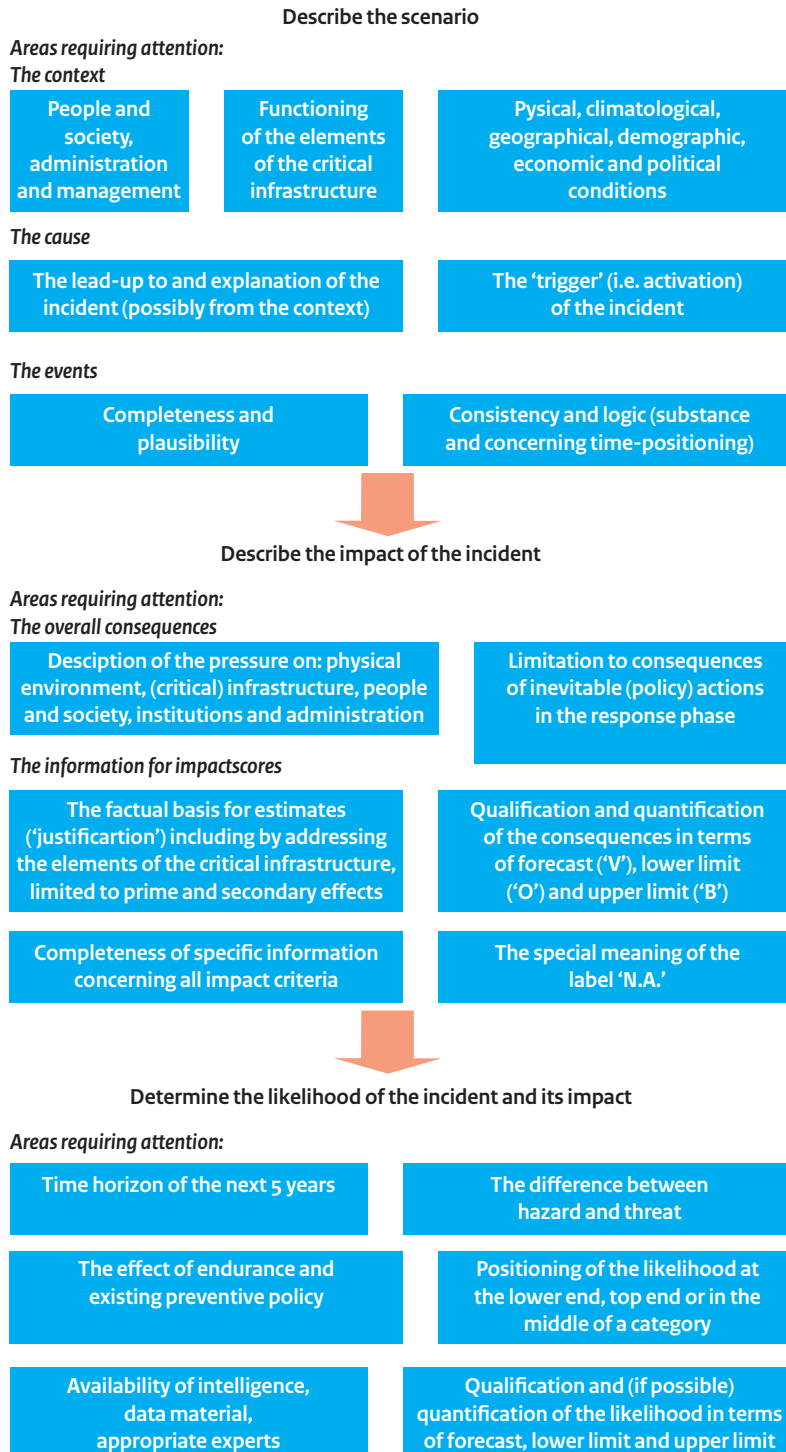 Describe the scenario
Areas requiring attention:
The context
People and
society,
administration
and management
Functioning
of the elements
of the critical
infrastructure
Pysical, climatological,
geographical, demographic,
economic and political
conditions
The cause
The lead-up to and explanation of the
incident (possibly from the context)
The ‘trigger’ (i.e. activation)
of the incident
The events
Completeness and
plausibility
Consistency and logic (substance
and concerning time-positioning)
Describe the impact of the incident
Areas requiring attention:
The overall consequences
Desciption of the pressure on: physical
environment, (critical) infrastructure, people
and society, institutions and administration
Limitation to consequences
of inevitable (policy) actions
in the response phase
The information for impactscores
The factual basis for estimates
(‘justificartion’) including by addressing
the elements of the critical infrastructure,
limited to prime and secondary effects
Qualification and quantification
of the consequences in terms
of forecast (‘V’), lower limit
(‘O’) and upper limit (‘B’)
Completeness of specific information
concerning all impact criteria
The special meaning of the
label ‘N.A.’
Determine the likelihood of the incident and its impact
Areas requiring attention:
Time horizon of the next 5 years
The difference between
hazard and threat
The effect of endurance and
existing preventive policy
Positioning of the likelihood at
the lower end, top end or in the
middle of a category
Availability of intelligence,
data material,
appropriate experts
Qualification and (if possible)
quantification of the likelihood in terms
of forecast, lower limit and upper limit